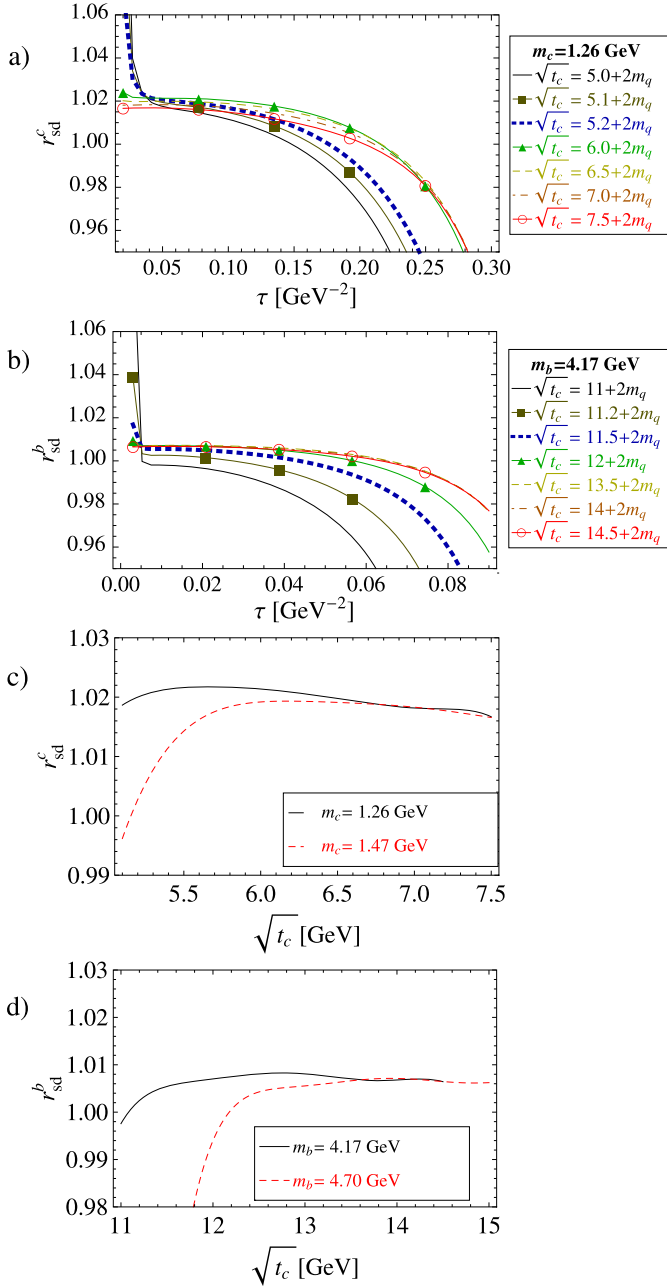 a)
1.06
1.04
1.02
1.00
0.98
0.96
r_sd^c
0.05 0.10 0.15 0.20 0.25 0.30
τ [GeV⁻²]
m_c=1.26 GeV
√t_c = 5.0+2m_q
√t_c = 5.1+2m_q
√t_c = 5.2+2m_q
√t_c = 6.0+2m_q
√t_c = 6.5+2m_q
√t_c = 7.0+2m_q
√t_c = 7.5+2m_q
b)
1.06
1.04
1.02
1.00
0.98
0.96
r_sd^b
0.00 0.02 0.04 0.06 0.08
τ [GeV⁻²]
m_b=4.17 GeV
√t_c = 11+2m_q
√t_c = 11.2+2m_q
√t_c = 11.5+2m_q
√t_c = 12+2m_q
√t_c = 13.5+2m_q
√t_c = 14+2m_q
√t_c = 14.5+2m_q
c)
1.03
1.02
1.01
1.00
0.99
r_sd^c
m_c= 1.26 GeV
m_c= 1.47 GeV
5.5 6.0 6.5 7.0 7.5
√t_c [GeV]
d)
1.03
1.02
1.01
1.00
0.99
0.98
r_sd^b
m_b= 4.17 GeV
m_b= 4.70 GeV
11 12 13 14 15
√t_c [GeV]